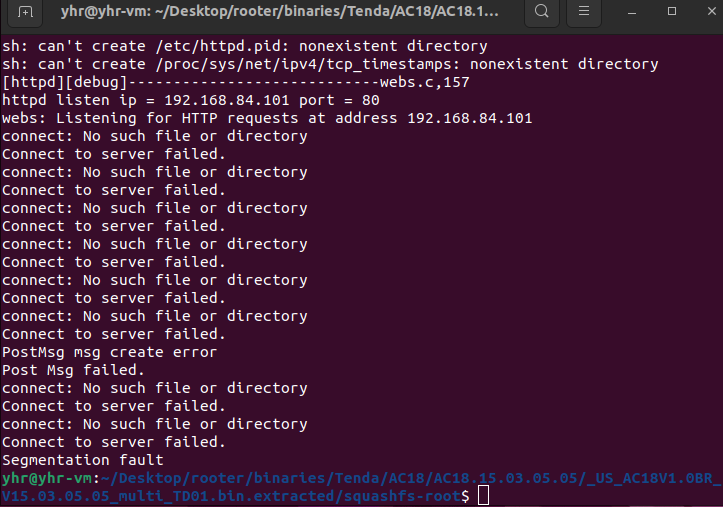 yhr@yhr-vm: ~/Desktop/rooter/binaries/Tenda/AC18/AC18.1...
sh: can't create /etc/httpd.pid: nonexistent directory
sh: can't create /proc/sys/net/ipv4/tcp_timestamps: nonexistent directory
[httpd][debug]----------------------------webs.c,157
httpd listen ip = 192.168.84.101 port = 80
webs: Listening for HTTP requests at address 192.168.84.101
connect: No such file or directory
Connect to server failed.
connect: No such file or directory
Connect to server failed.
connect: No such file or directory
Connect to server failed.
connect: No such file or directory
Connect to server failed.
connect: No such file or directory
Connect to server failed.
connect: No such file or directory
Connect to server failed.
PostMsg msg create error
Post Msg failed.
connect: No such file or directory
Connect to server failed.
connect: No such file or directory
Connect to server failed.
Segmentation fault
yhr@yhr-vm:~/Desktop/rooter/binaries/Tenda/AC18/AC18.15.03.05.05/_US_AC18V1.0BR_
V15.03.05.05_multi_TD01.bin.extracted/squashfs-root$